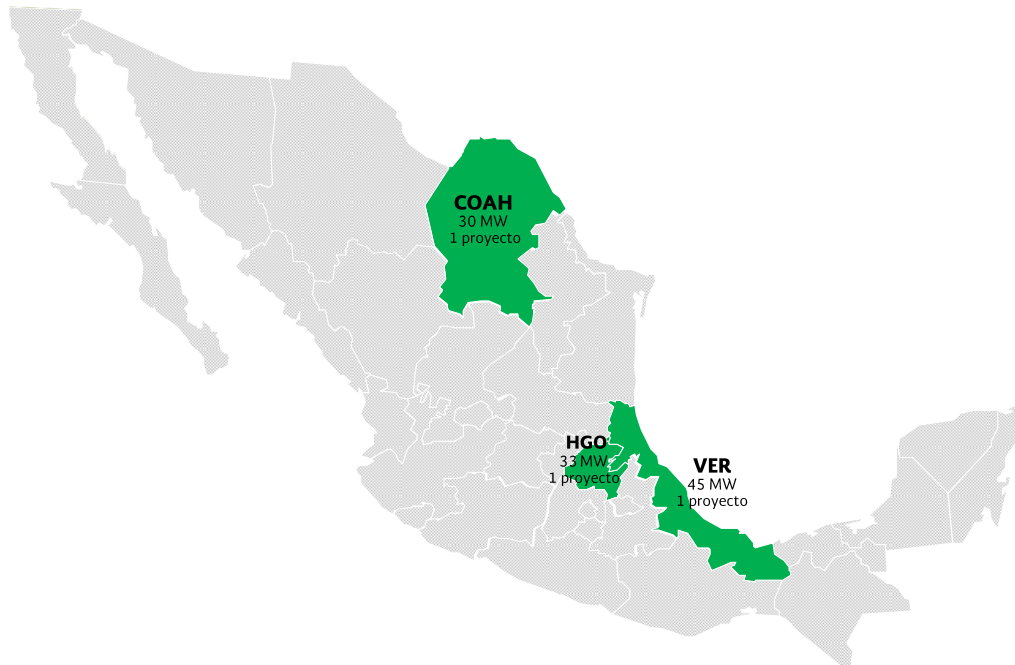 COAH
30 MW
1 proyecto
HGO
33 MW
1 proyecto
VER
45 MW
1 proyecto